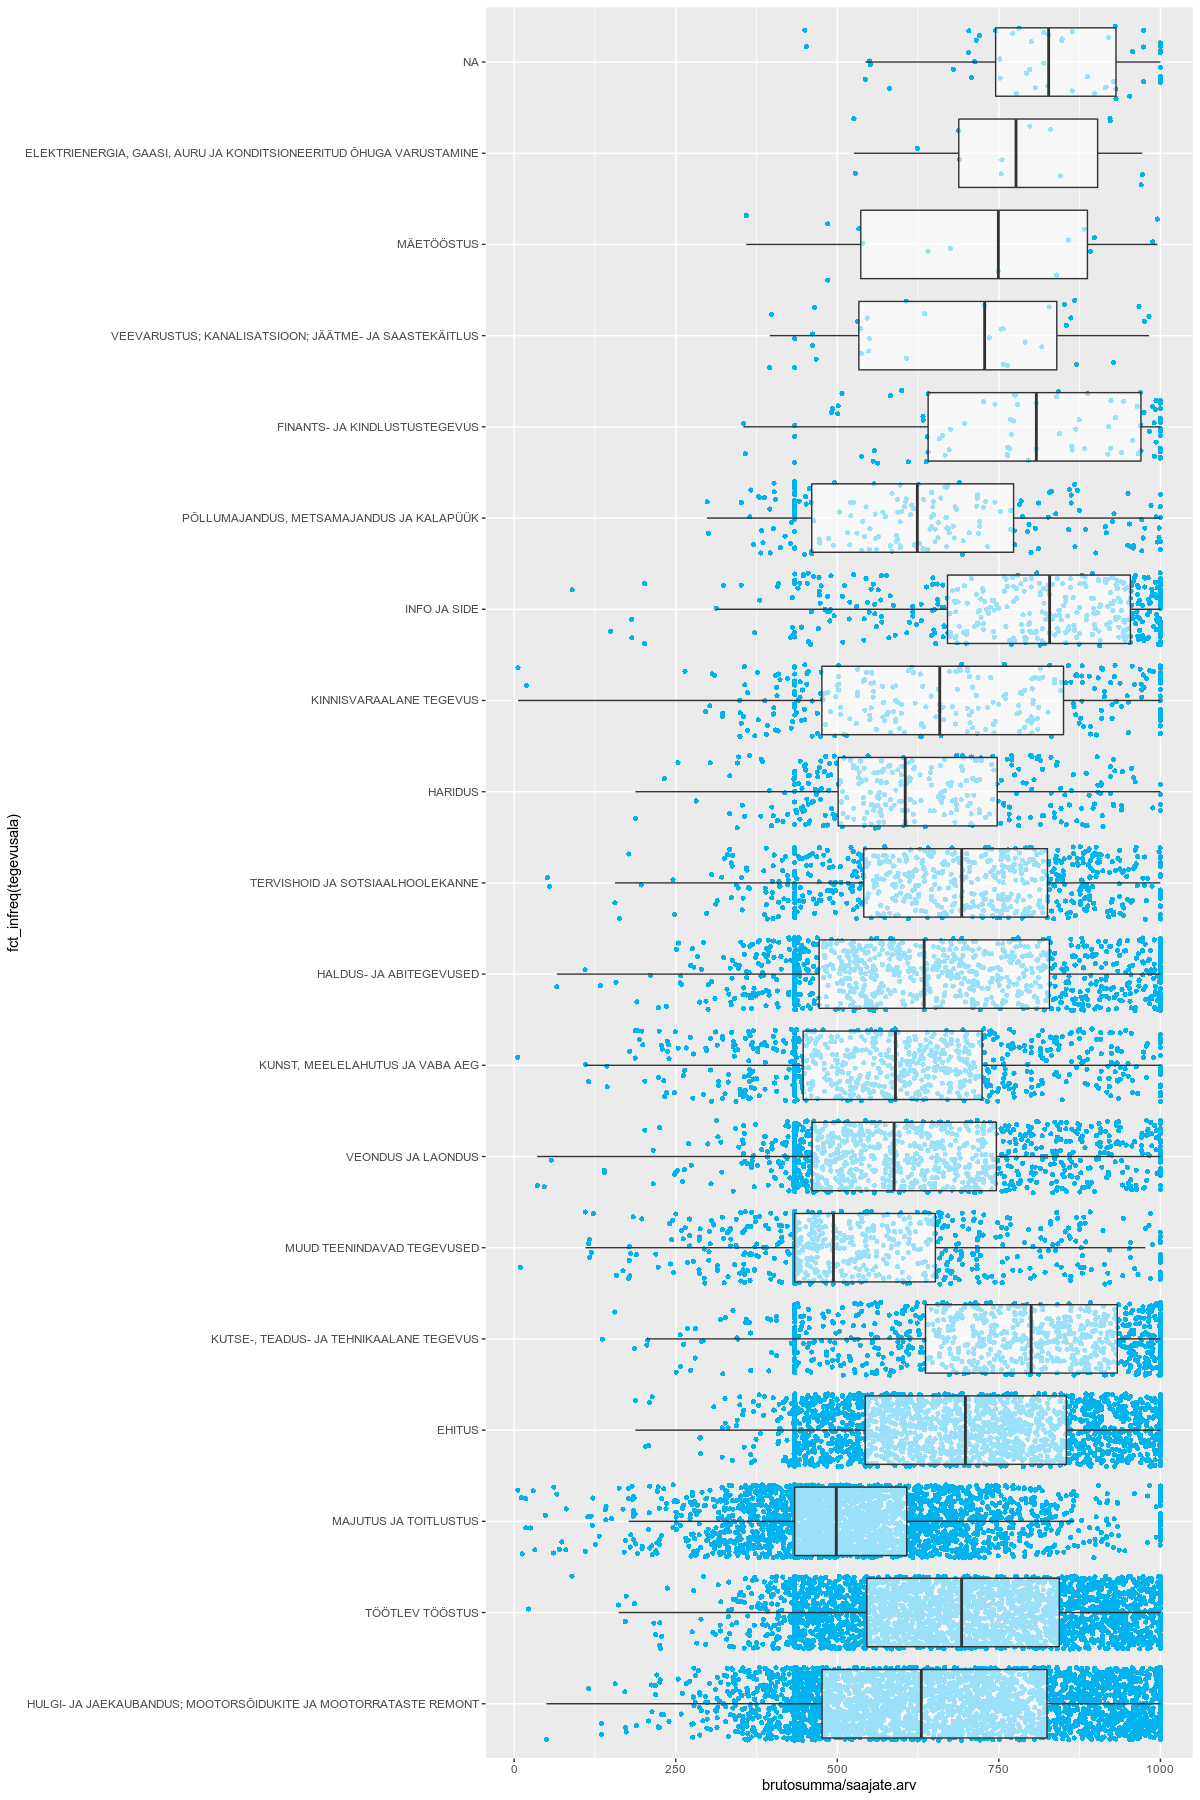 NA
ELEKTRIENERGIA, GAASI, AURU JA KONDITSIONEERITUD ÕHUGA VARUSTAMINE
MÄETÖÖSTUS
VEEVARUSTUS; KANALISATSIOON; JÄÄTME- JA SAASTEKÄITLUS
FINANTS- JA KINDLUSTUSTEGEVUS
PÕLLUMAJANDUS, METSAMAJANDUS JA KALAPÜÜK
INFO JA SIDE
KINNISVARAALANE TEGEVUS
HARIDUS
TERVISHOID JA SOTSIAALHOOLEKANNE
HALDUS- JA ABITEGEVUSED
KUNST, MEELELAHUTUS JA VABA AEG
VEONDUS JA LAONDUS
MUUD TEENINDAVAD TEGEVUSED
KUTSE-, TEADUS- JA TEHNIKAALANE TEGEVUS
EHITUS
MAJUTUS JA TOITLUSTUS
TÖÖTLEV TÖÖSTUS
HULGI- JA JAEKAUBANDUS; MOOTORSÕIDUKITE JA MOOTORRATASTE REMONT
fct_infreq(tegevusala)
0 250 500 750 1000
brutosumma/saajate.arv